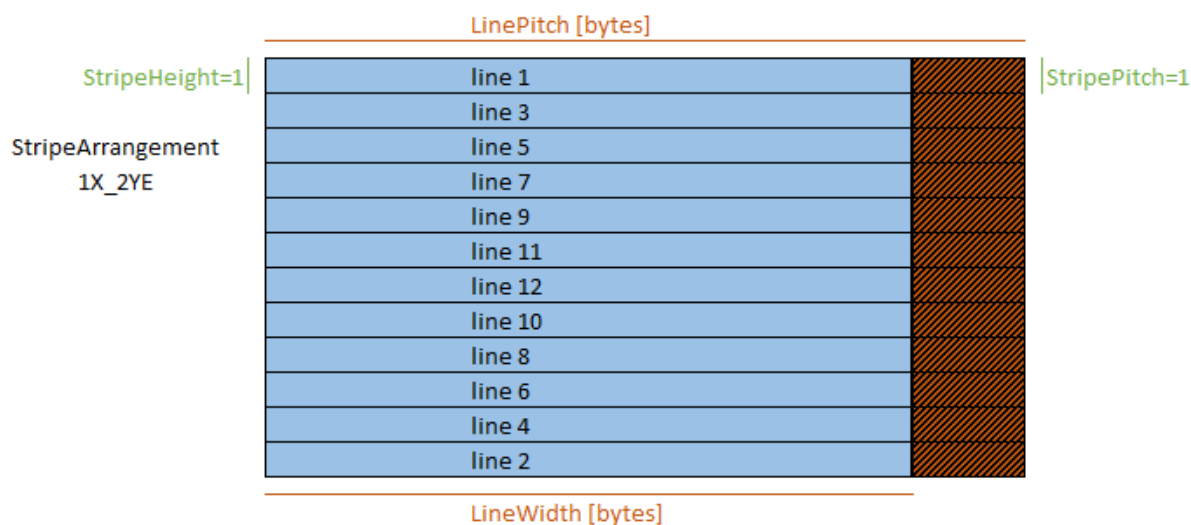 LinePitch [bytes]
StripeHeight=1
line 1
StripePitch=1
line 3
StripeArrangement
1X_2YE
line 5
line 7
line 9
line 11
line 12
line 10
line 8
line 6
line 4
line 2
LineWidth [bytes]